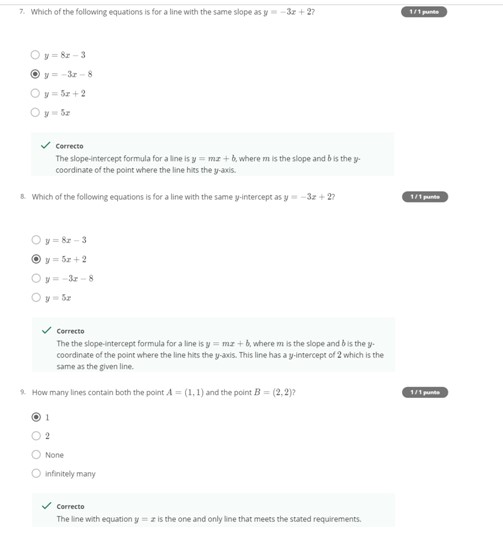 7. Which of the following equations is for a line with the same slope as y = −3x + 2?
1 / 1 punto
y = 8x − 3
y = −3x − 8
y = 5x + 2
y = 5x
Correcto
The slope-intercept formula for a line is y = mx + b, where m is the slope and b is the y-
coordinate of the point where the line hits the y-axis.
8. Which of the following equations is for a line with the same y-intercept as y = −3x + 2?
1 / 1 punto
y = 8x − 3
y = 5x + 2
y = −3x − 8
y = 5x
Correcto
The the slope-intercept formula for a line is y = mx + b, where m is the slope and b is the y-
coordinate of the point where the line hits the y-axis. This line has a y-intercept of 2 which is the
same as the given line.
9. How many lines contain both the point A = (1, 1) and the point B = (2, 2)?
1 / 1 punto
1
2
None
infinitely many
Correcto
The line with equation y = x is the one and only line that meets the stated requirements.